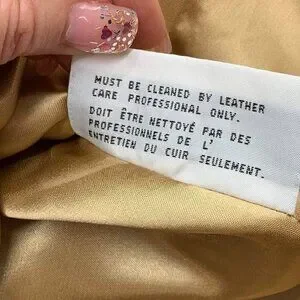 MUST BE CLEANED BY LEATHER
CARE PROFESSIONAL ONLY.
DOIT ÊTRE NETTOYÉ PAR DES
PROFESSIONNELS DE L'
ENTRETIEN DU CUIR SEULEMENT.